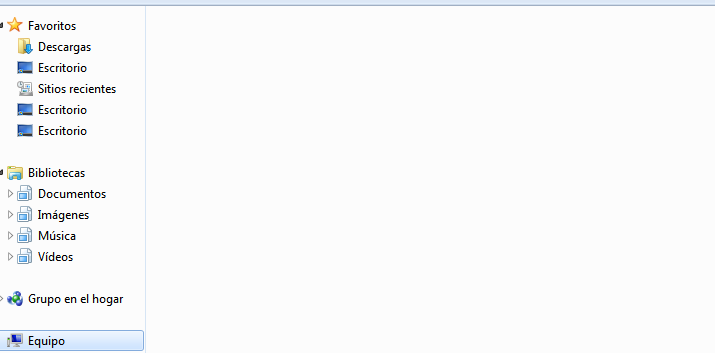 Favoritos
Descargas
Escritorio
Sitios recientes
Escritorio
Escritorio
Bibliotecas
Documentos
Imágenes
Música
Vídeos
Grupo en el hogar
Equipo